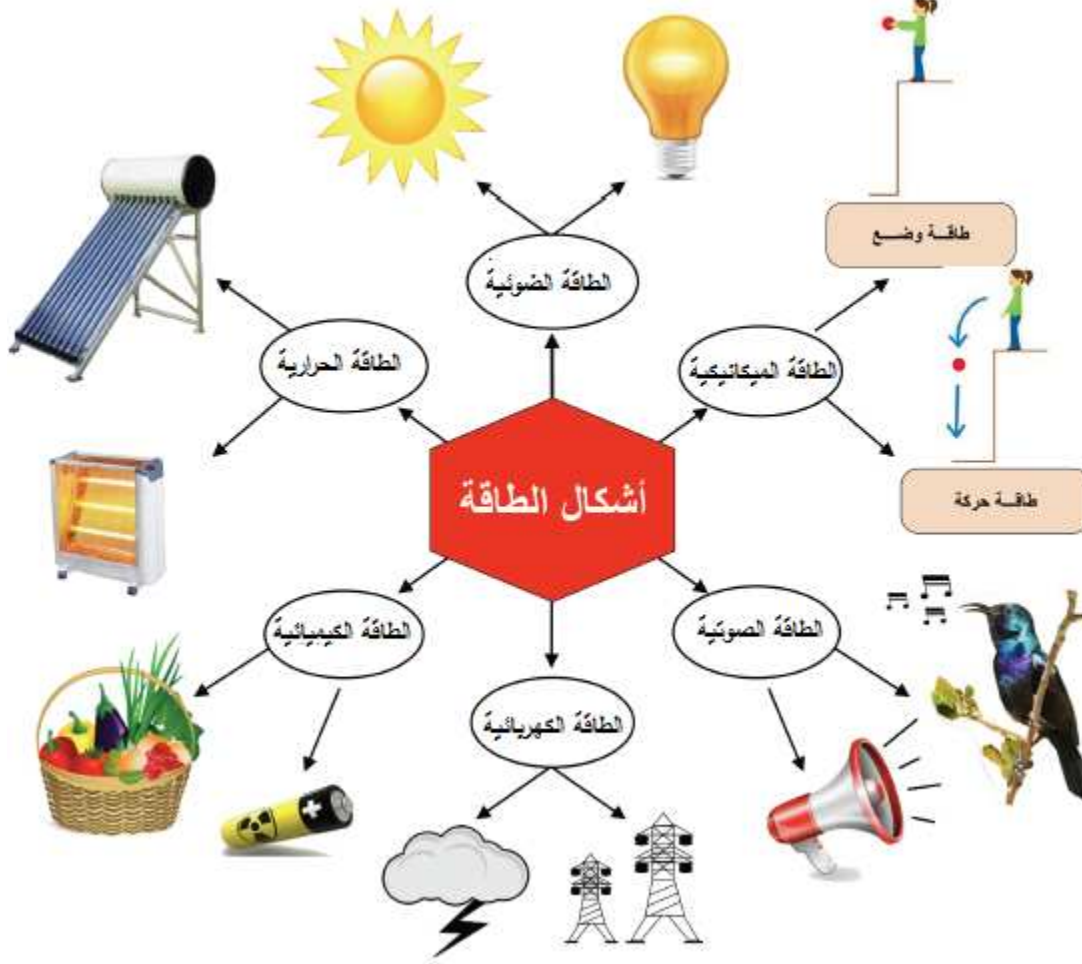 طاقة وضع
الطاقة الضوئية
الطاقة الحرارية
الطاقة الميكانيكية
أشكال الطاقة
طاقة حركة
الطاقة الكيميائية
الطاقة الصوتية
الطاقة الكهربائية